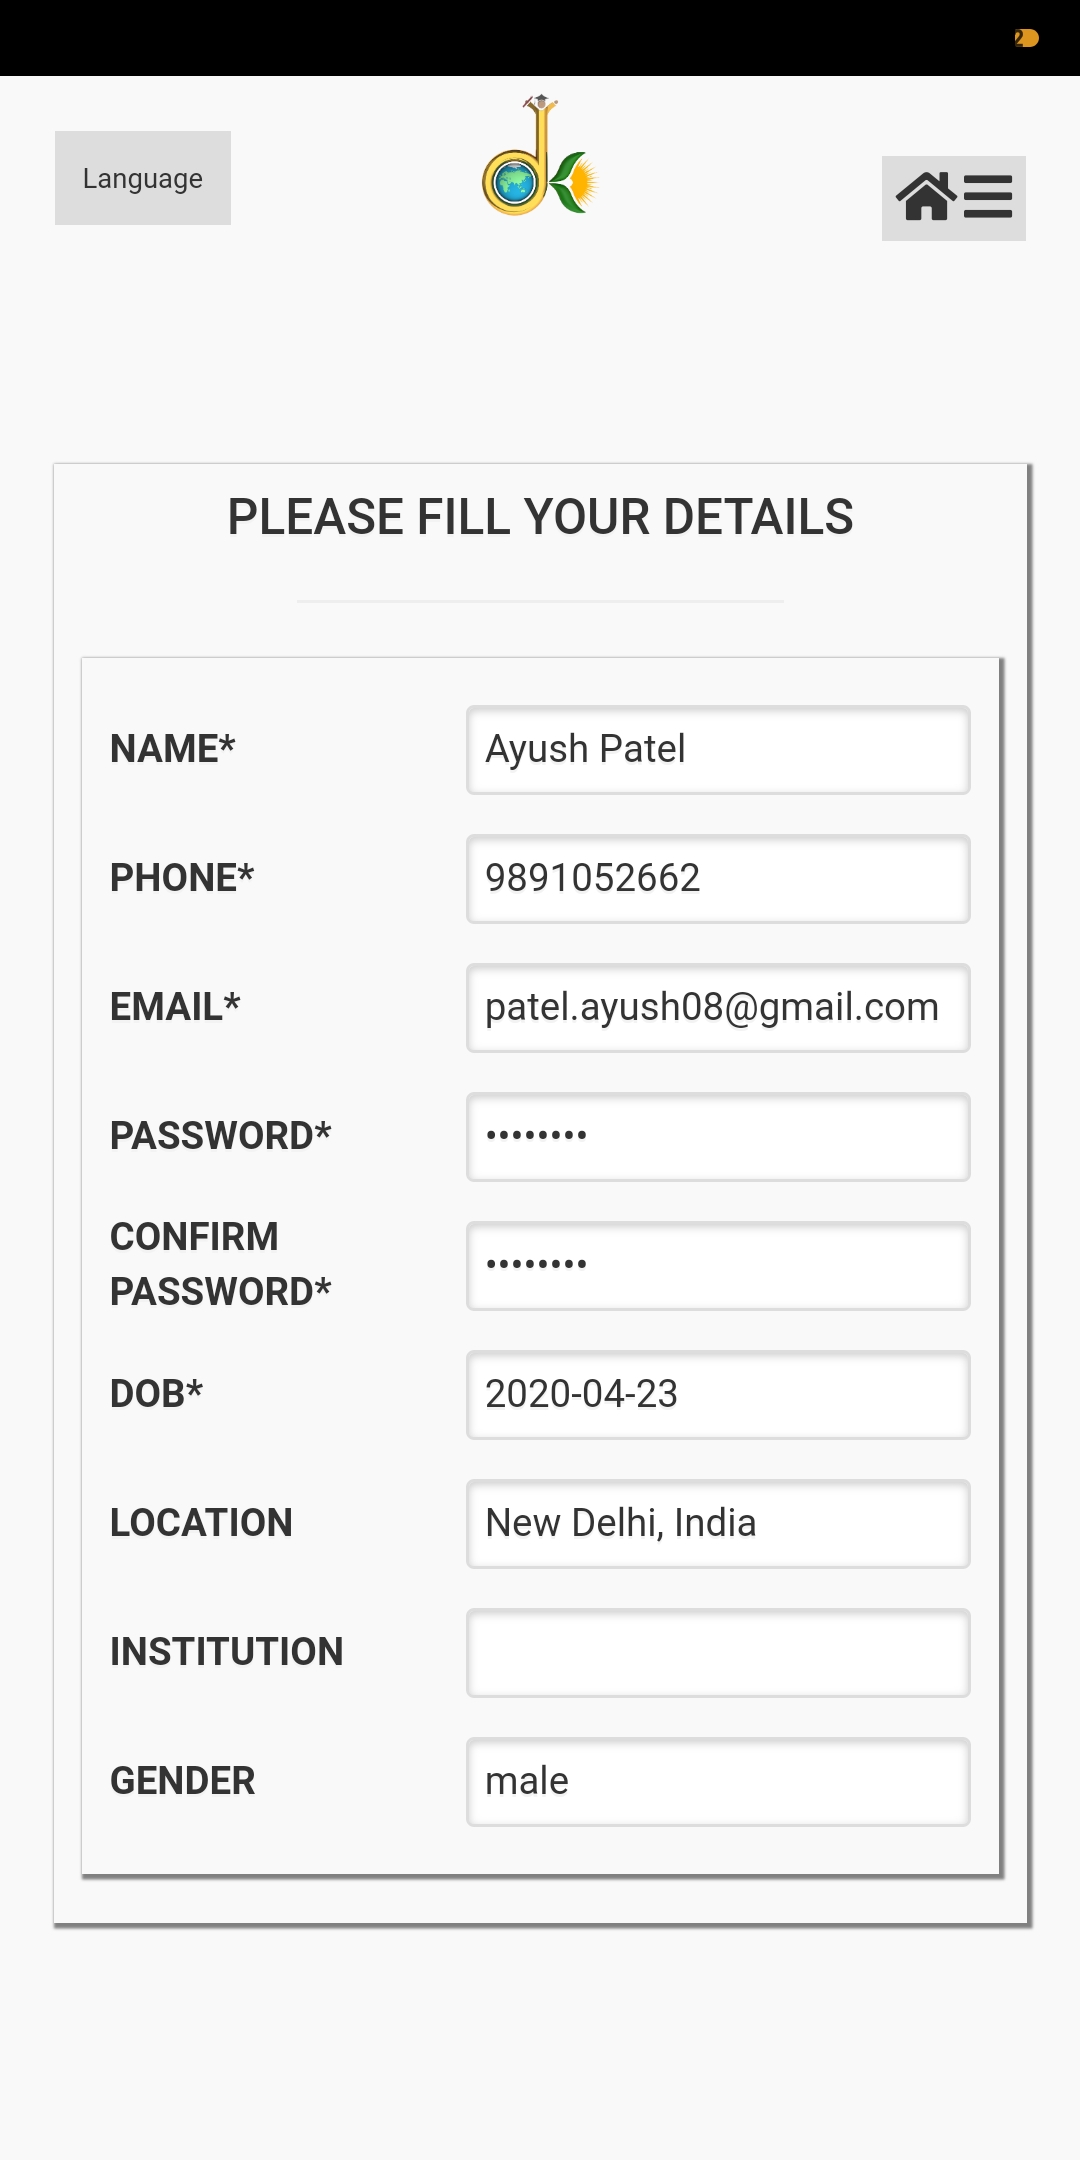 Language
PLEASE FILL YOUR DETAILS
NAME*
Ayush Patel
PHONE*
9891052662
EMAIL*
patel.ayush08@gmail.com
PASSWORD*
••••••••
CONFIRM
PASSWORD*
••••••••
DOB*
2020-04-23
LOCATION
New Delhi, India
INSTITUTION
GENDER
male